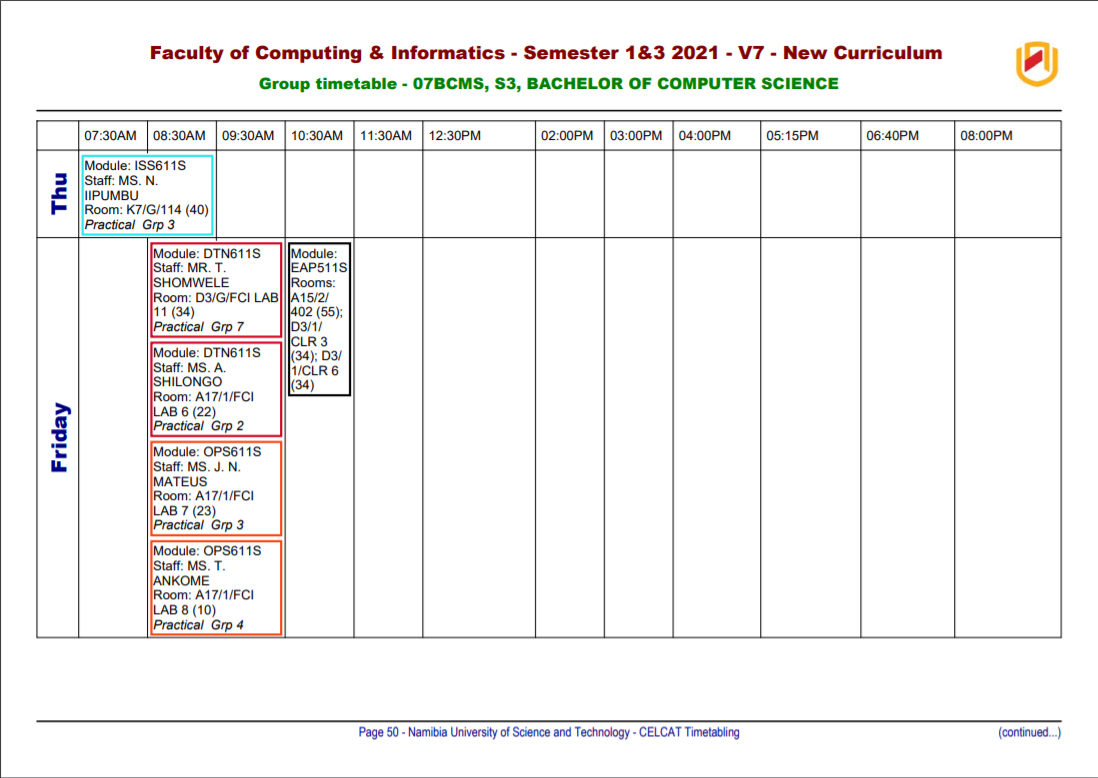 Faculty of Computing & Informatics - Semester 1&3 2021 - V7 - New Curriculum
Group timetable - 07BCMS, S3, BACHELOR OF COMPUTER SCIENCE
07:30AM 08:30AM 09:30AM 10:30AM 11:30AM 12:30PM 02:00PM 03:00PM 04:00PM 05:15PM 06:40PM 08:00PM
Thu
Module: ISS611S
Staff: MS. N.
IIPUMBU
Room: K7/G/114 (40)
Practical Grp 3
Friday
Module: DTN611S
Staff: MR. T.
SHOMWELE
Room: D3/G/FCI LAB
11 (34)
Practical Grp 7
Module: DTN611S
Staff: MS. A.
SHILONGO
Room: A17/1/FCI
LAB 6 (22)
Practical Grp 2
Module: OPS611S
Staff: MS. J. N.
MATEUS
Room: A17/1/FCI
LAB 7 (23)
Practical Grp 3
Module: OPS611S
Staff: MS. T.
ANKOME
Room: A17/1/FCI
LAB 8 (10)
Practical Grp 4
Module:
EAP511S
Rooms:
A15/2/
402 (55);
D3/1/
CLR 3
(34); D3/
1/CLR 6
(34)
Page 50 - Namibia University of Science and Technology - CELCAT Timetabling
(continued...)